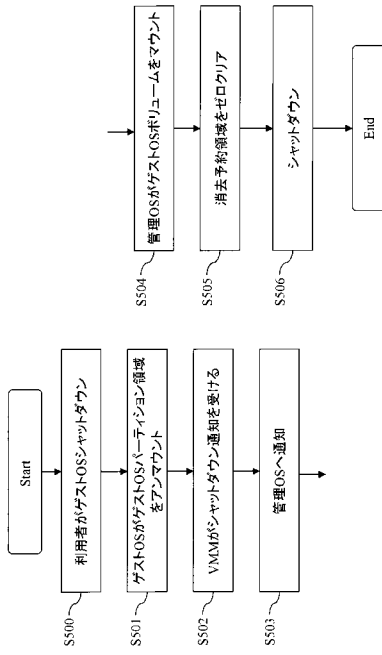 Start
S500
利用者がゲストOSシャットダウン
S501
ゲストOSがゲストOSパーティション領域
をアンマウント
S502
VMMがシャットダウン通知を受ける
S503
管理OSへ通知
S504
管理OSがゲストOSボリュームをマウント
S505
消去予約領域をゼロクリア
S506
シャットダウン
End